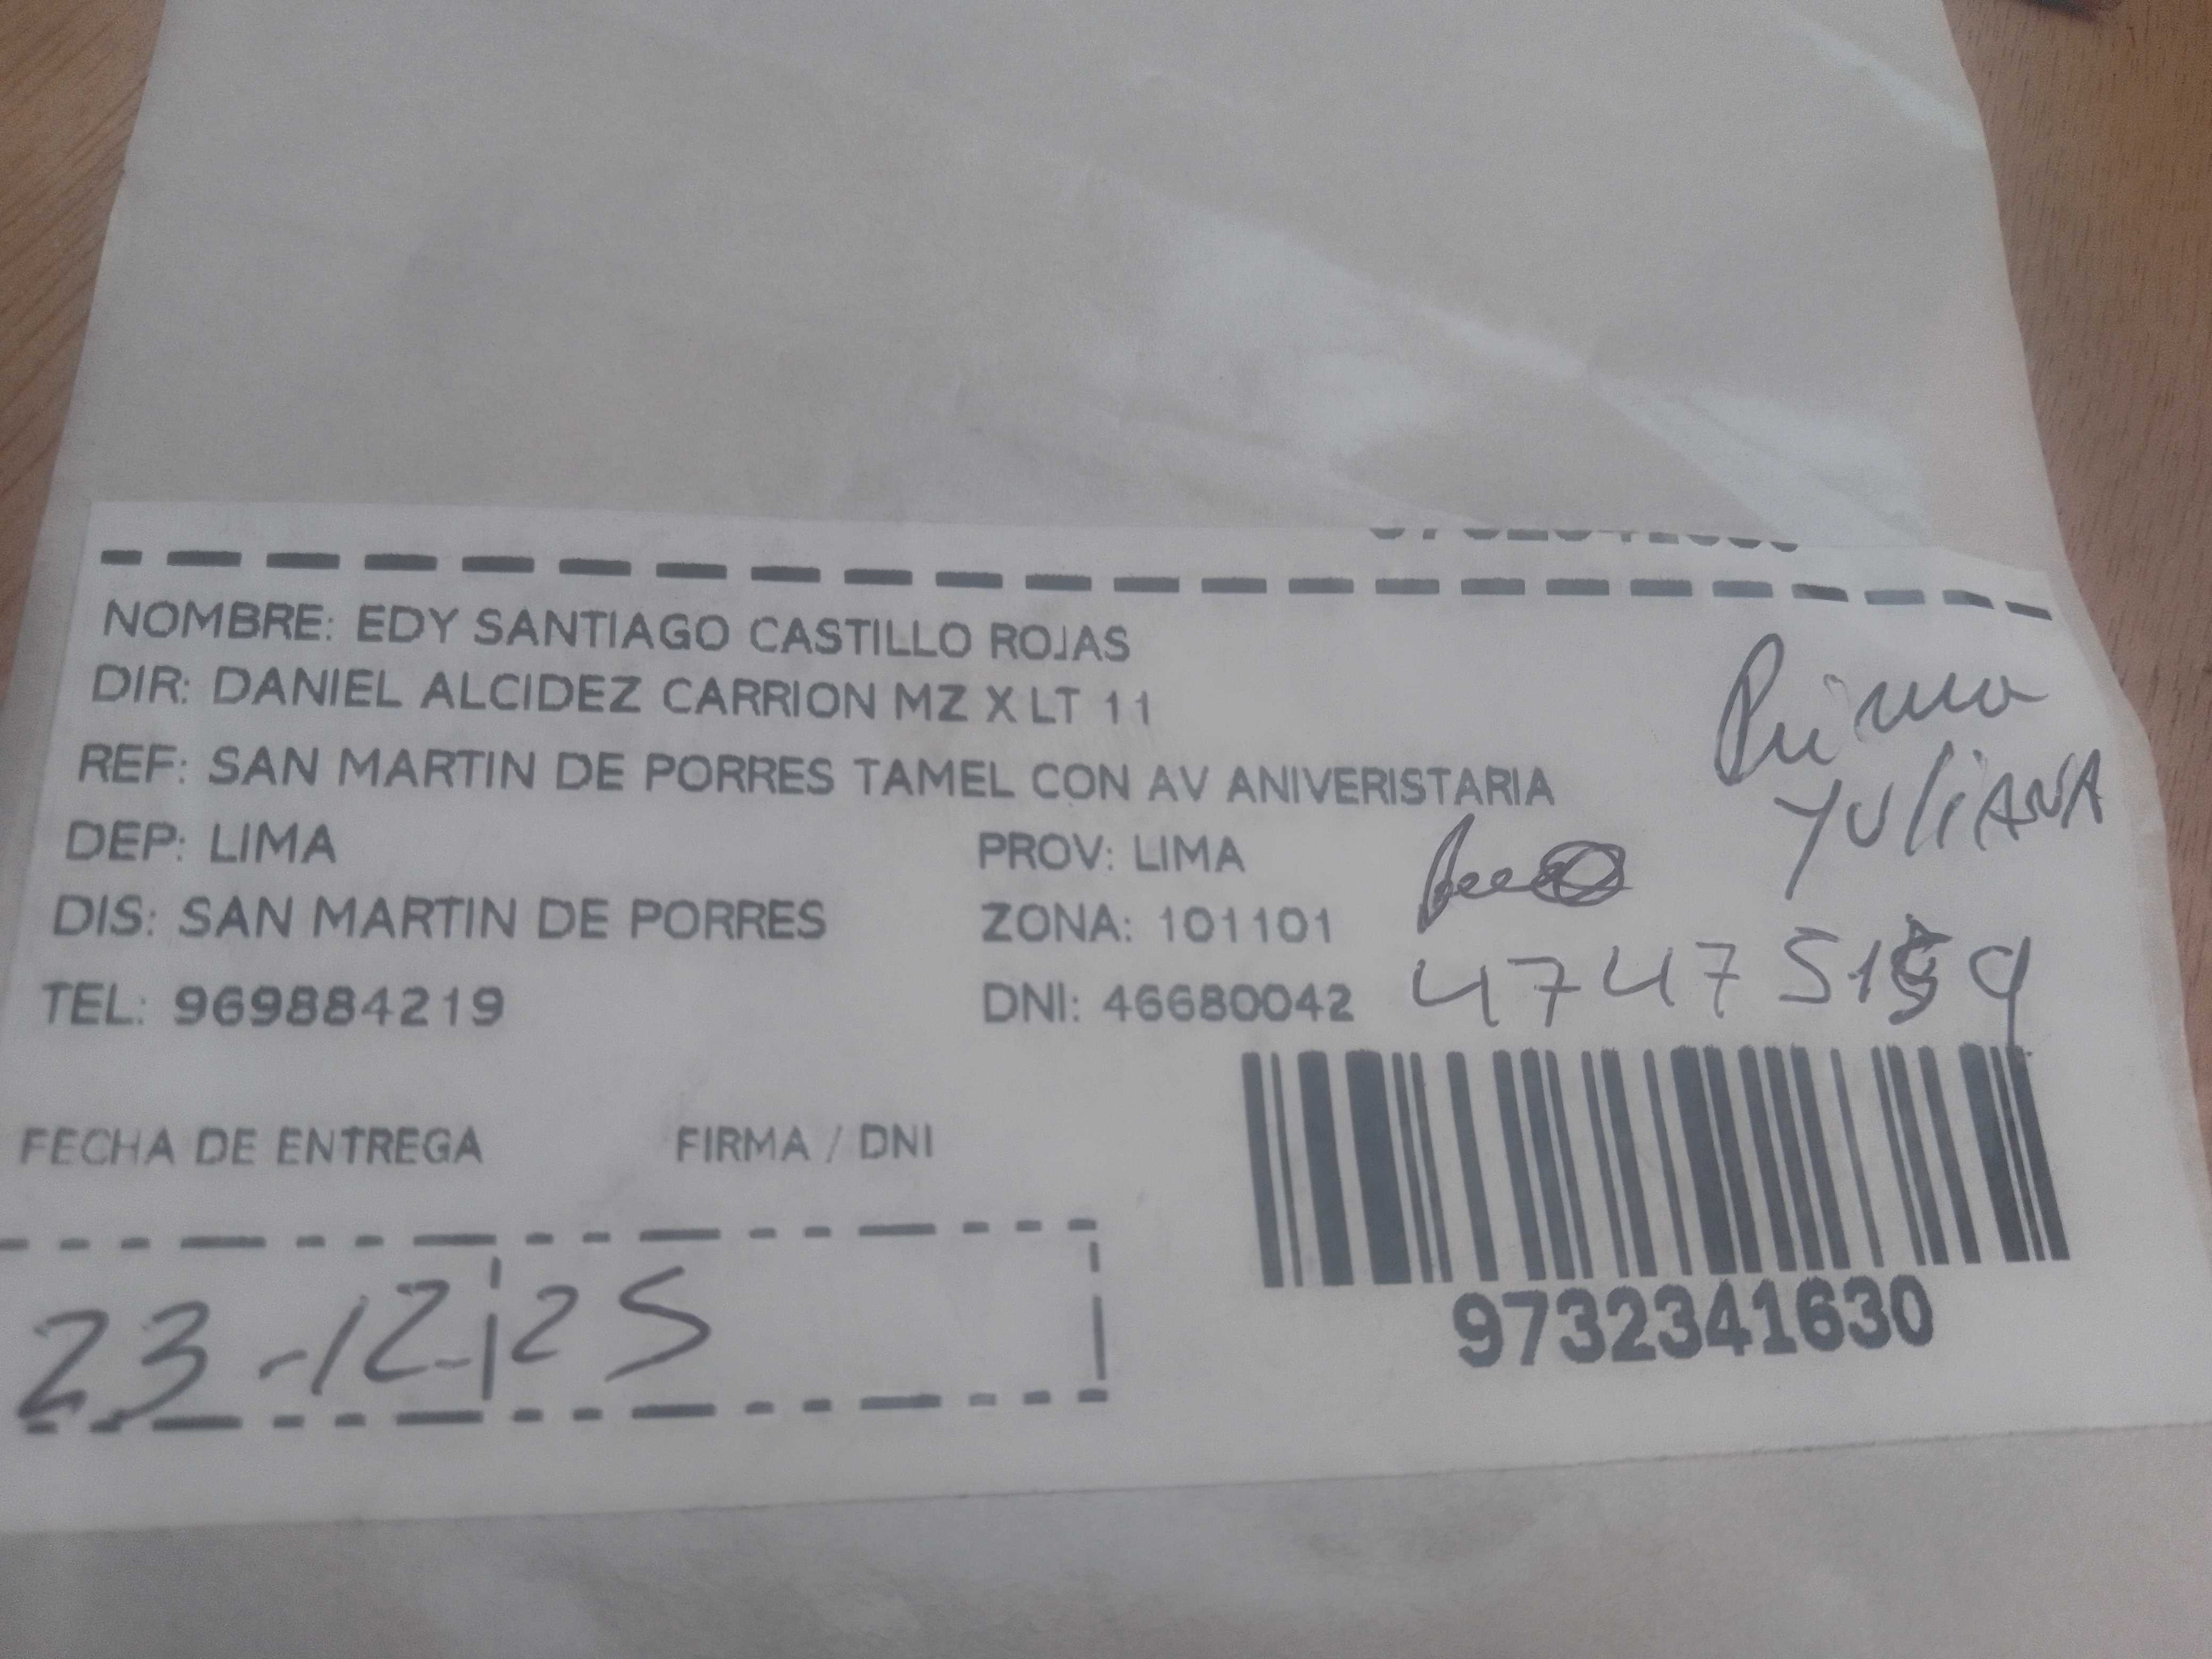 NOMBRE: EDY SANTIAGO CASTILLO ROJAS
DIR: DANIEL ALCIDEZ CARRION MZ X LT 11
REF: SAN MARTIN DE PORRES TAMEL CON AV ANIVERISTARIA
Prima
YULiANA
DEP: LIMA
PROV: LIMA
DIS: SAN MARTIN DE PORRES
ZONA: 101101
TEL: 969884219
DNI: 46680042
FECHA DE ENTREGA
FIRMA / DNI
23-12-25
9732341630